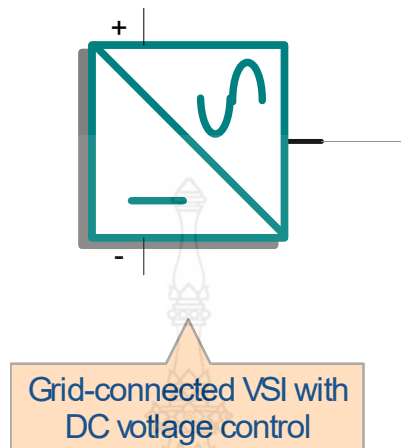 +
-
Grid-connected VSI with
DC votlage control